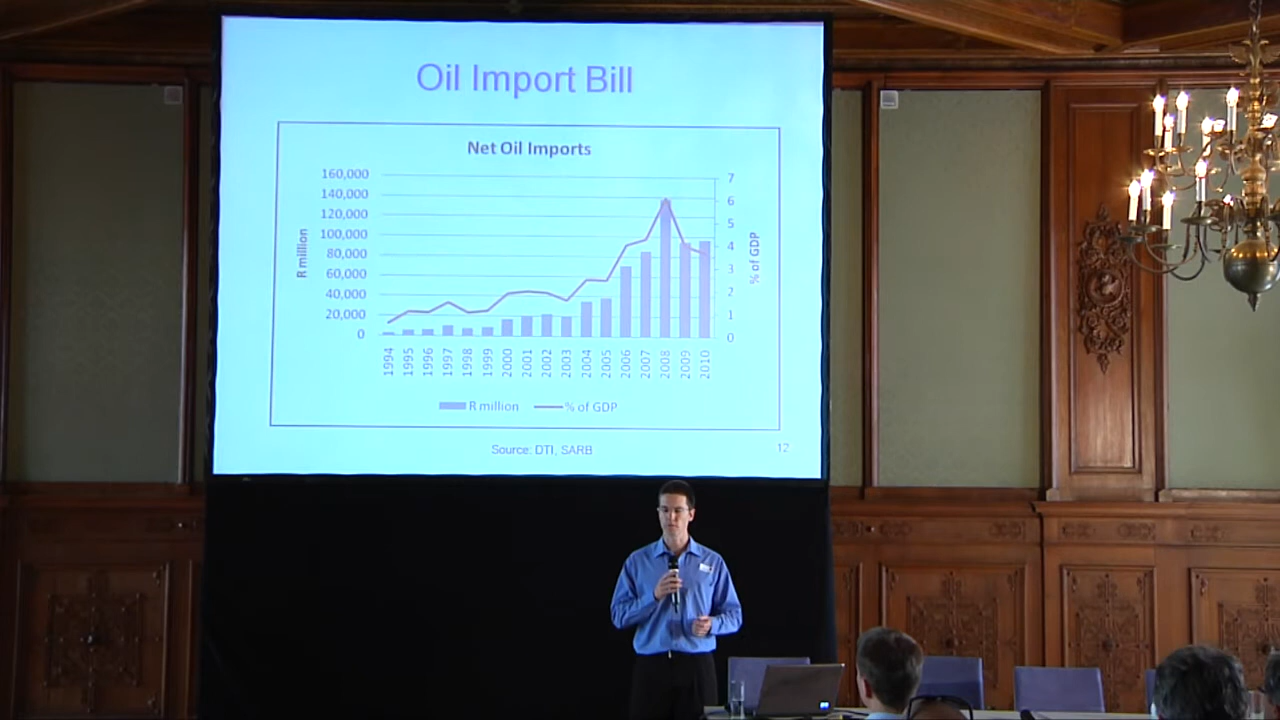 Oil Import Bill
Net Oil Imports
160,000
140,000
120,000
100,000
80,000
60,000
40,000
20,000
0
R million
7
6
5
4
3
2
1
0
% of GDP
1994 1995 1996 1997 1998 1999 2000 2001 2002 2003 2004 2005 2006 2007 2008 2009 2010
R million % of GDP
Source: DTI, SARB
12